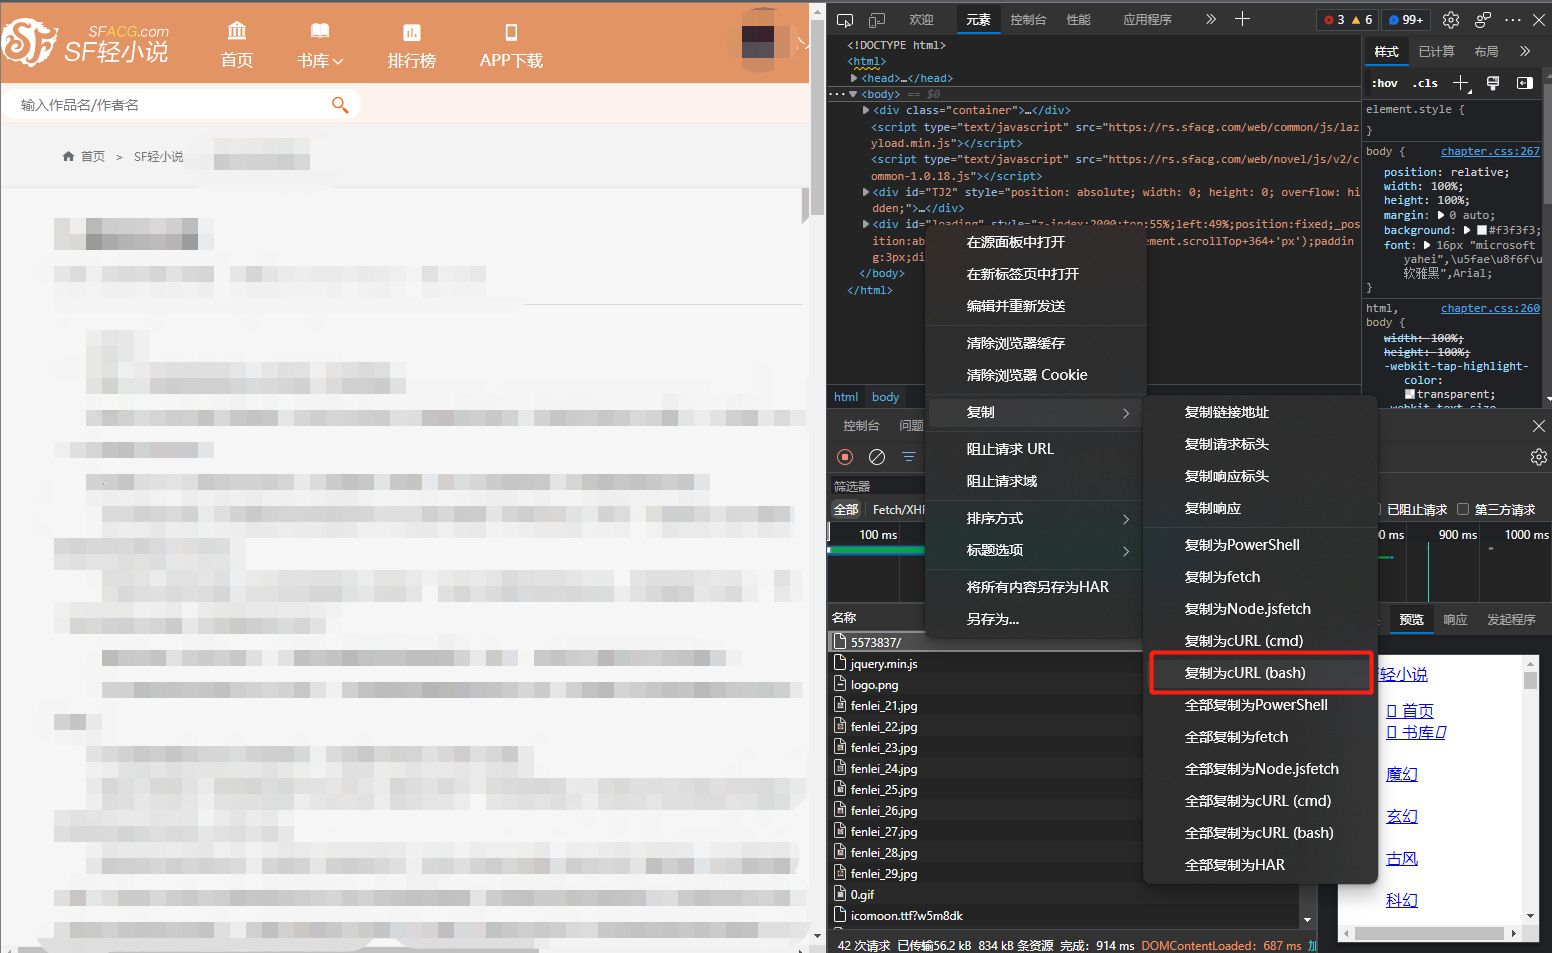 SFACG.com
SF轻小说
首页
书库
排行榜
APP下载
输入作品名/作者名
首页 > SF轻小说
欢迎 元素 控制台 性能 应用程序 3 6 99+
<!DOCTYPE html>
<html>
<head>…</head>
<body> == $0
<div class="container">…</div>
<script type="text/javascript" src="https://rs.sfacg.com/web/common/js/laz
yload.min.js"></script>
<script type="text/javascript" src="https://rs.sfacg.com/web/novel/js/v2/c
ommon-1.0.18.js"></script>
<div id="TJ2" style="position: absolute; width: 0; height: 0; overflow: hi
dden;">…</div>
<div id="loading" style="z-index:2000;top:55%;left:49%;position:fixed;_pos
ition:ab ement.scrollTop+364+'px');paddin
g:3px;di
</body>
</html>
html body
样式 已计算 布局
:hov .cls
element.style {
}
body { chapter.css:267
position: relative;
width: 100%;
height: 100%;
margin: 0 auto;
background: #f3f3f3;
font: 16px "microsoft
yahei",\u5fae\u8f6f\u
软雅黑",Arial;
}
html, chapter.css:260
body {
width: 100%;
height: 100%;
-webkit-tap-highlight-
color:
transparent;
-webkit-text-size-
控制台 问题
筛选器
全部 Fetch/XHR
已阻止请求 第三方请求
100 ms 0 ms 900 ms 1000 ms
名称
5573837/
jquery.min.js
logo.png
fenlei_21.jpg
fenlei_22.jpg
fenlei_23.jpg
fenlei_24.jpg
fenlei_25.jpg
fenlei_26.jpg
fenlei_27.jpg
fenlei_28.jpg
fenlei_29.jpg
0.gif
icomoon.ttf?w5m8dk
42 次请求 已传输56.2 kB 834 kB 条资源 完成: 914 ms DOMContentLoaded: 687 ms 加
在源面板中打开
在新标签页中打开
编辑并重新发送
清除浏览器缓存
清除浏览器 Cookie
复制
阻止请求 URL
阻止请求域
排序方式
标题选项
将所有内容另存为HAR
另存为...
复制链接地址
复制请求标头
复制响应标头
复制响应
复制为PowerShell
复制为fetch
复制为Node.jsfetch
复制为cURL (cmd)
复制为cURL (bash)
全部复制为PowerShell
全部复制为fetch
全部复制为Node.jsfetch
全部复制为cURL (cmd)
全部复制为cURL (bash)
全部复制为HAR
预览 响应 发起程序
轻小说
首页
书库
魔幻
玄幻
古风
科幻